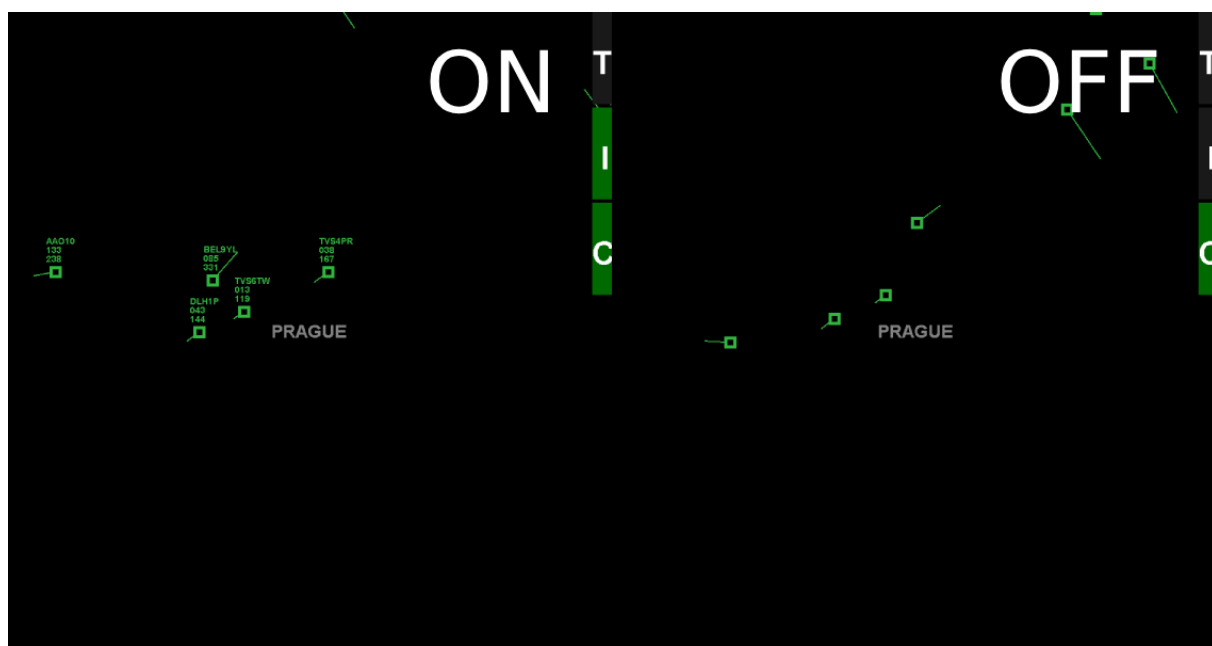 ON
T
I
C
AAO10
133
238
BEL9YL
085
331
TVS4PR
038
167
TVS6TW
013
119
DLH1P
043
144
PRAGUE
OFF
T
I
C
PRAGUE